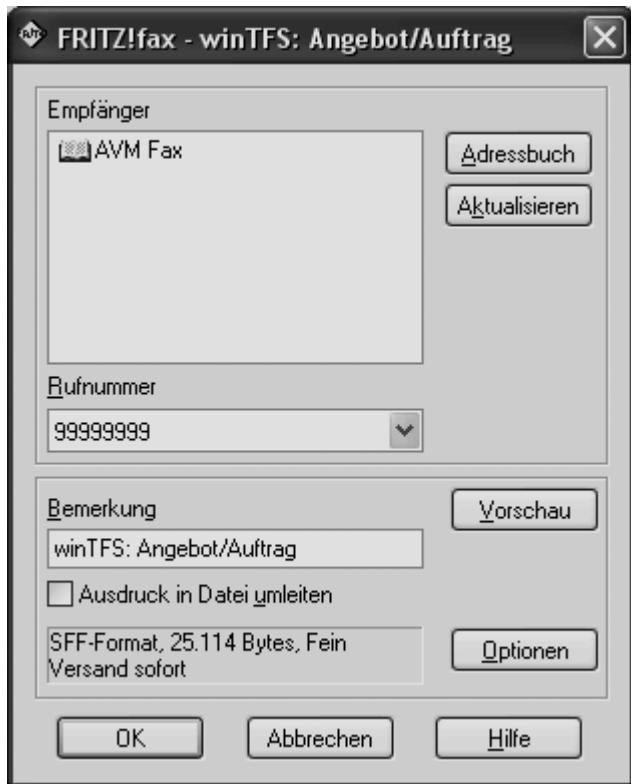 FRITZ!fax - winTFS: Angebot/Auftrag
Empfänger
AVM Fax
Adressbuch
Aktualisieren
Rufnummer
99999999
Bemerkung
Vorschau
winTFS: Angebot/Auftrag
Ausdruck in Datei umleiten
SFF-Format, 25.114 Bytes, Fein
Versand sofort
Optionen
OK
Abbrechen
Hilfe